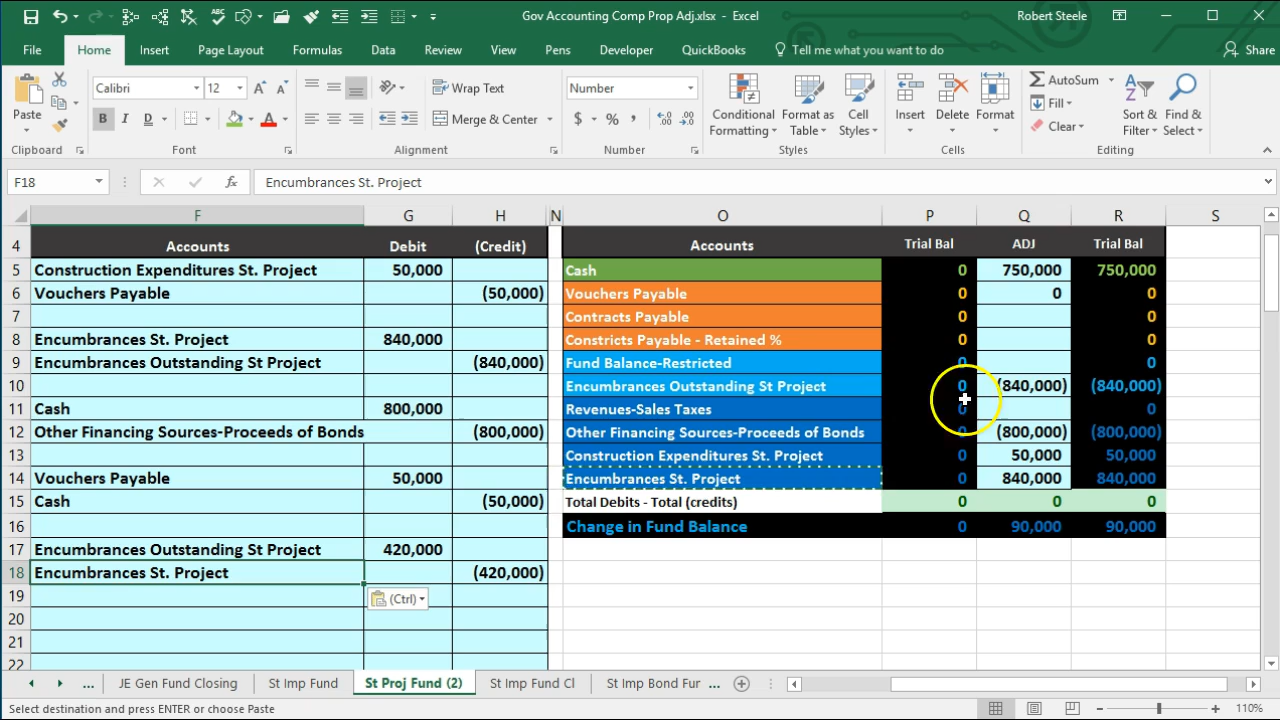 Gov Accounting Comp Prop Adj.xlsx - Excel
Robert Steele
File Home Insert Page Layout Formulas Data Review View Pens Developer QuickBooks Tell me what you want to do Share
Paste
Calibri 12
B I D
Wrap Text
Merge & Center
Number
$ % ,
Conditional Formatting
Format as Table
Cell Styles
Insert Delete Format
AutoSum
Fill
Clear
Sort & Filter
Find & Select
Clipboard Font Alignment Number Styles Cells Editing
F18 fx Encumbrances St. Project
F G H N O P Q R S
4 Accounts Debit (Credit) Accounts Trial Bal ADJ Trial Bal
5 Construction Expenditures St. Project 50,000 Cash 0 750,000 750,000
6 Vouchers Payable (50,000) Vouchers Payable 0 0 0
7 Contracts Payable 0 0
8 Encumbrances St. Project 840,000 Constricts Payable - Retained % 0 0
9 Encumbrances Outstanding St Project (840,000) Fund Balance-Restricted 0 0
10 Encumbrances Outstanding St Project 0 (840,000) (840,000)
11 Cash 800,000 Revenues-Sales Taxes 0 0
12 Other Financing Sources-Proceeds of Bonds (800,000) Other Financing Sources-Proceeds of Bonds 0 (800,000) (800,000)
13 Construction Expenditures St. Project 0 50,000 50,000
14 Vouchers Payable 50,000 Encumbrances St. Project 0 840,000 840,000
15 Cash (50,000) Total Debits - Total (credits) 0 0 0
16 Change in Fund Balance 0 90,000 90,000
17 Encumbrances Outstanding St Project 420,000
18 Encumbrances St. Project (420,000)
19 (Ctrl)
20
21
22
... JE Gen Fund Closing St Imp Fund St Proj Fund (2) St Imp Fund Cl St Imp Bond Fur ...
Select destination and press ENTER or choose Paste 110%